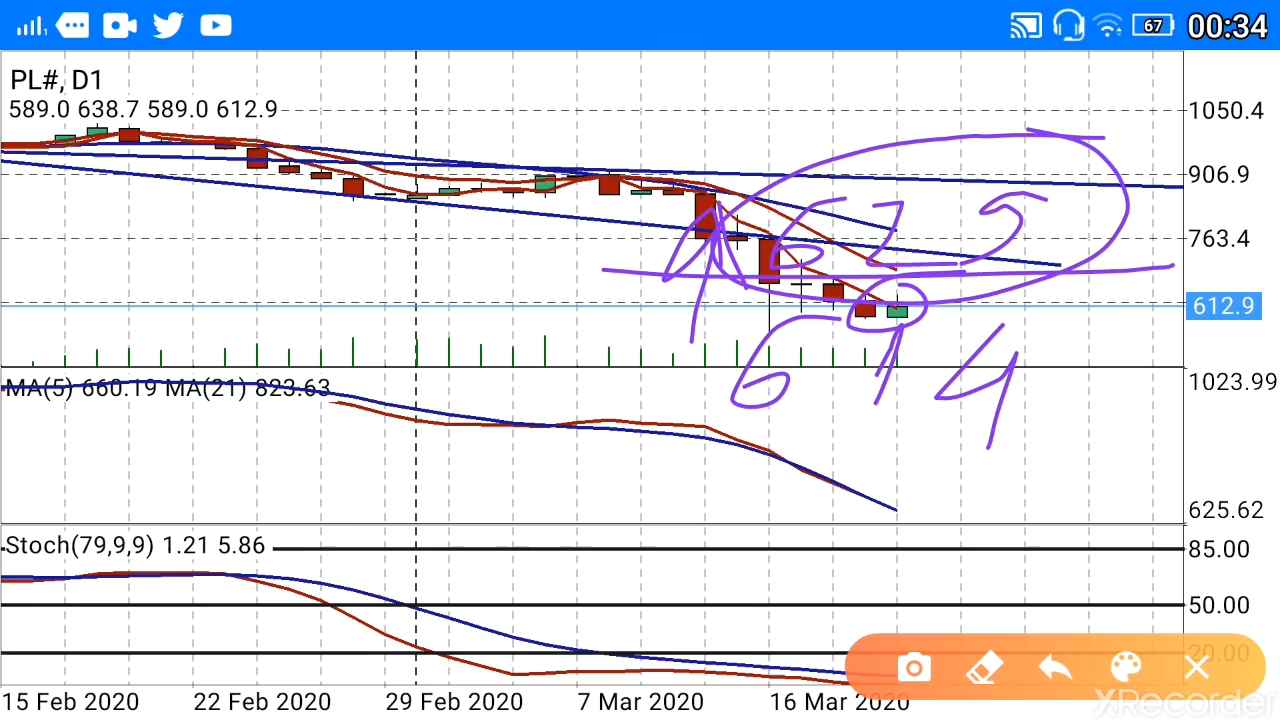 67 00:34
PL#, D1
589.0 638.7 589.0 612.9
1050.4
906.9
763.4
612.9
MA(5) 660.19 MA(21) 823.63
1023.99
625.62
Stoch(79,9,9) 1.21 5.86
85.00
50.00
20.00
15 Feb 2020 22 Feb 2020 29 Feb 2020 7 Mar 2020 16 Mar 2020
XRecorder